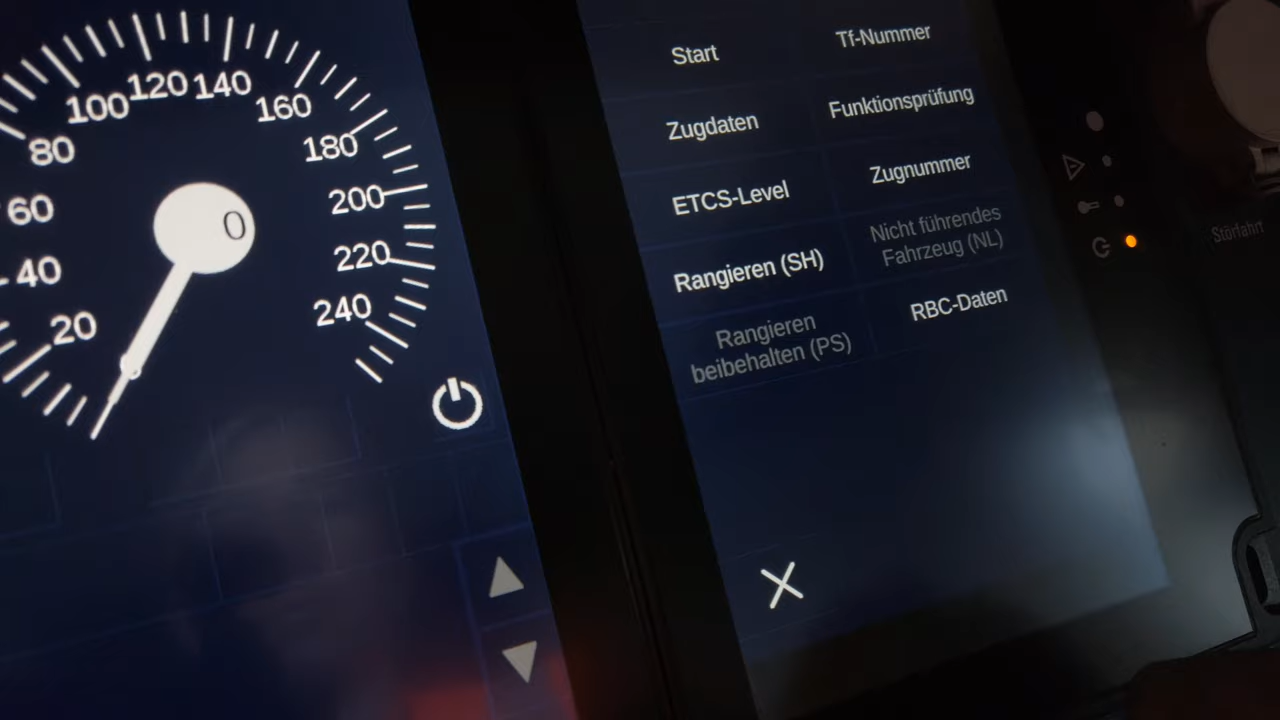 20
40
60
80
100
120
140
160
180
200
220
240
0
Start
Tf-Nummer
Zugdaten
Funktionsprüfung
ETCS-Level
Zugnummer
Rangieren (SH)
Nicht führendes
Fahrzeug (NL)
Rangieren
beibehalten (PS)
RBC-Daten
Störfahrt